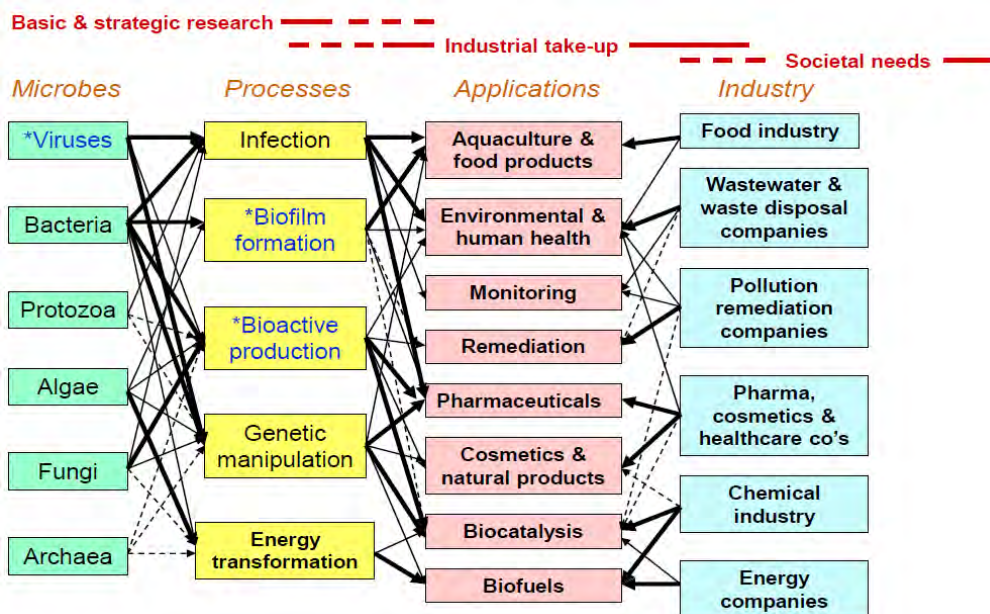 Basic & strategic research
Industrial take-up
Societal needs
Microbes
Processes
Applications
Industry
*Viruses
Bacteria
Protozoa
Algae
Fungi
Archaea
Infection
*Biofilm
formation
*Bioactive
production
Genetic
manipulation
Energy
transformation
Aquaculture &
food products
Environmental &
human health
Monitoring
Remediation
Pharmaceuticals
Cosmetics &
natural products
Biocatalysis
Biofuels
Food industry
Wastewater &
waste disposal
companies
Pollution
remediation
companies
Pharma,
cosmetics &
healthcare co's
Chemical
industry
Energy
companies